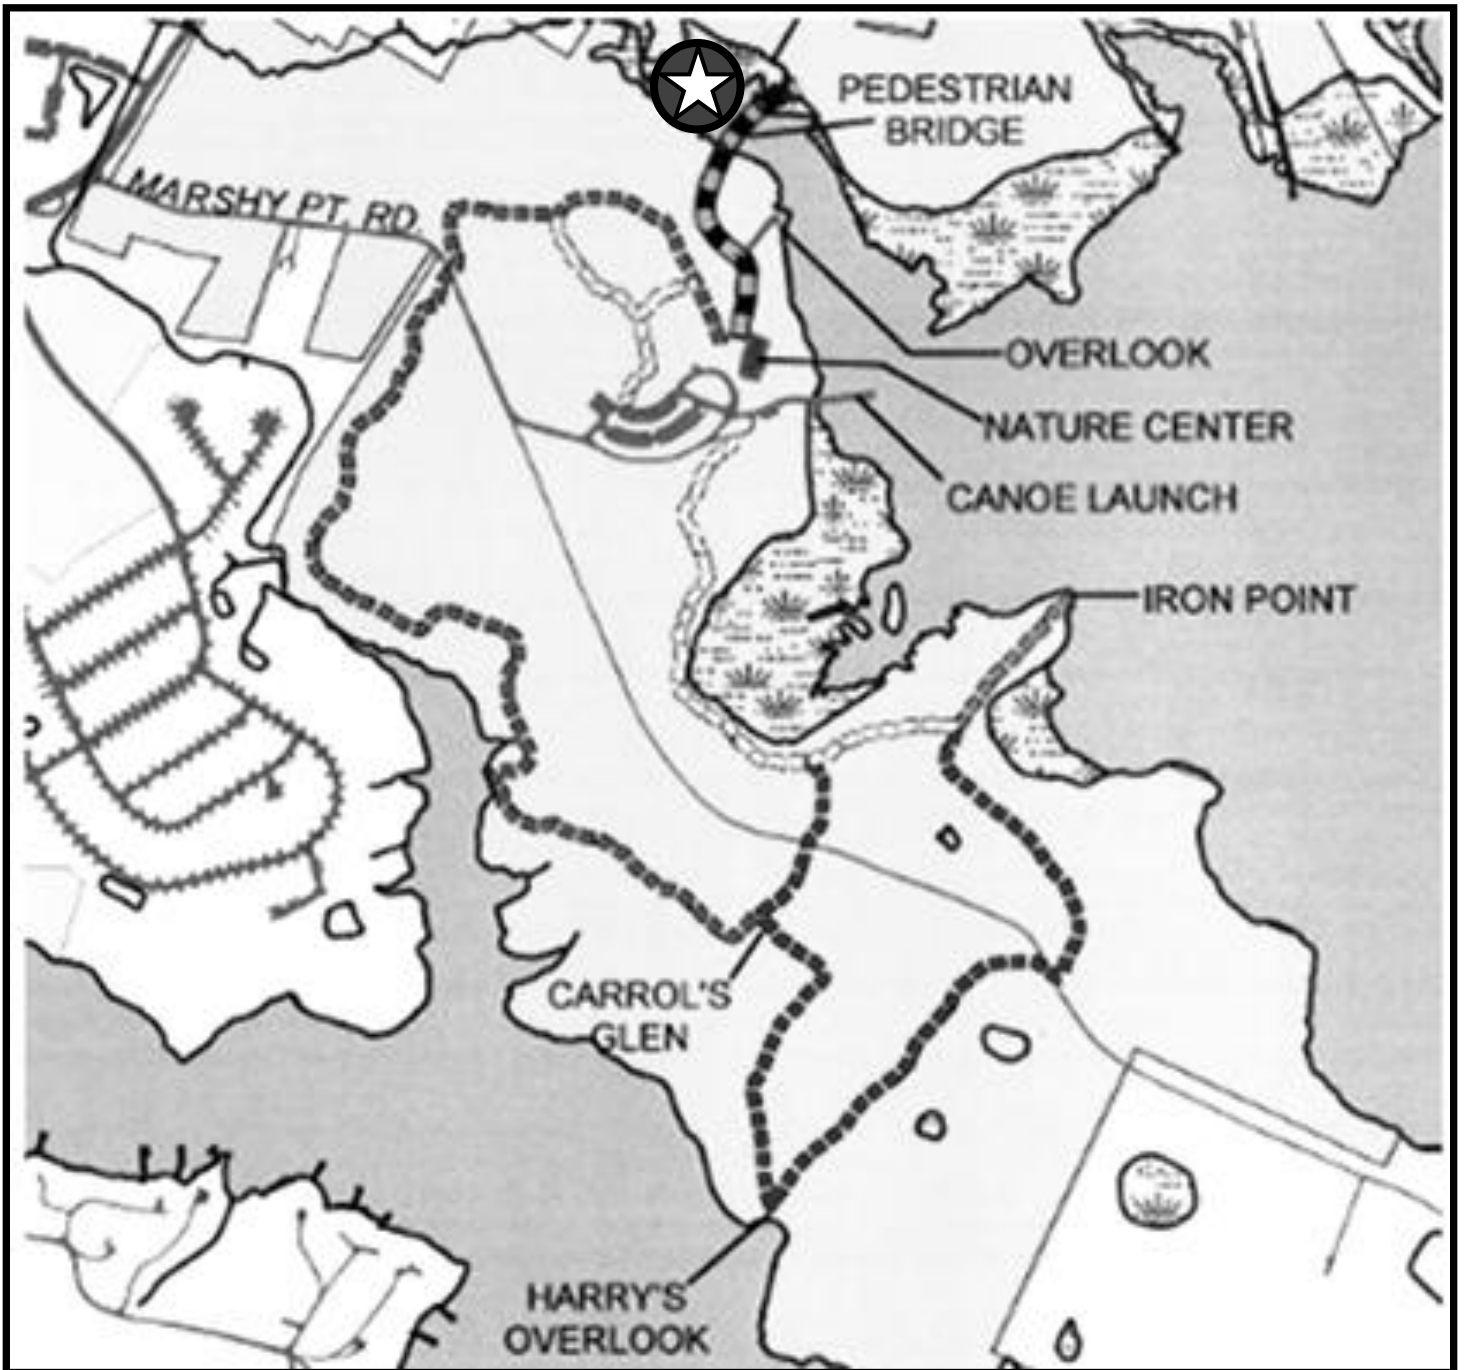 PEDESTRIAN
BRIDGE
MARSHY PT. RD.
OVERLOOK
NATURE CENTER
CANOE LAUNCH
IRON POINT
CARROL'S
GLEN
HARRY'S
OVERLOOK